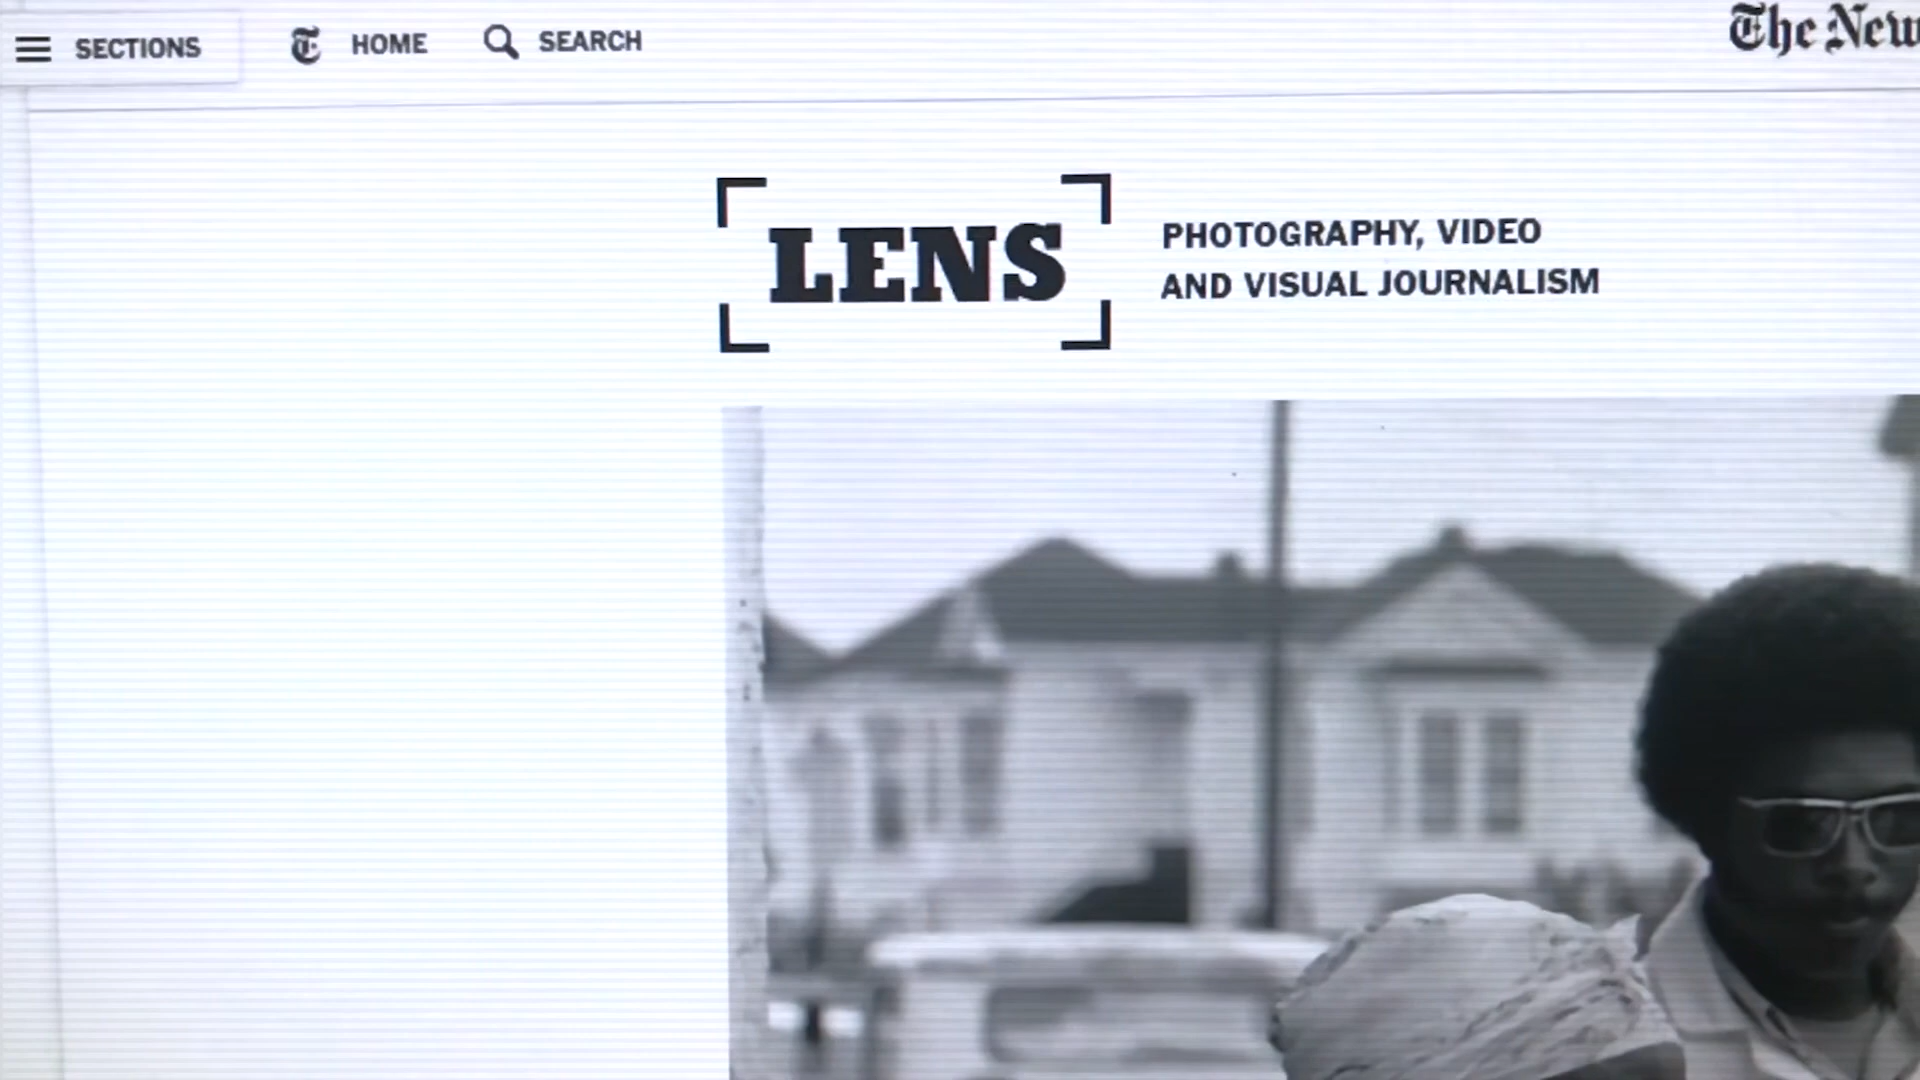 SECTIONS
HOME
SEARCH
The New
LENS
PHOTOGRAPHY, VIDEO
AND VISUAL JOURNALISM